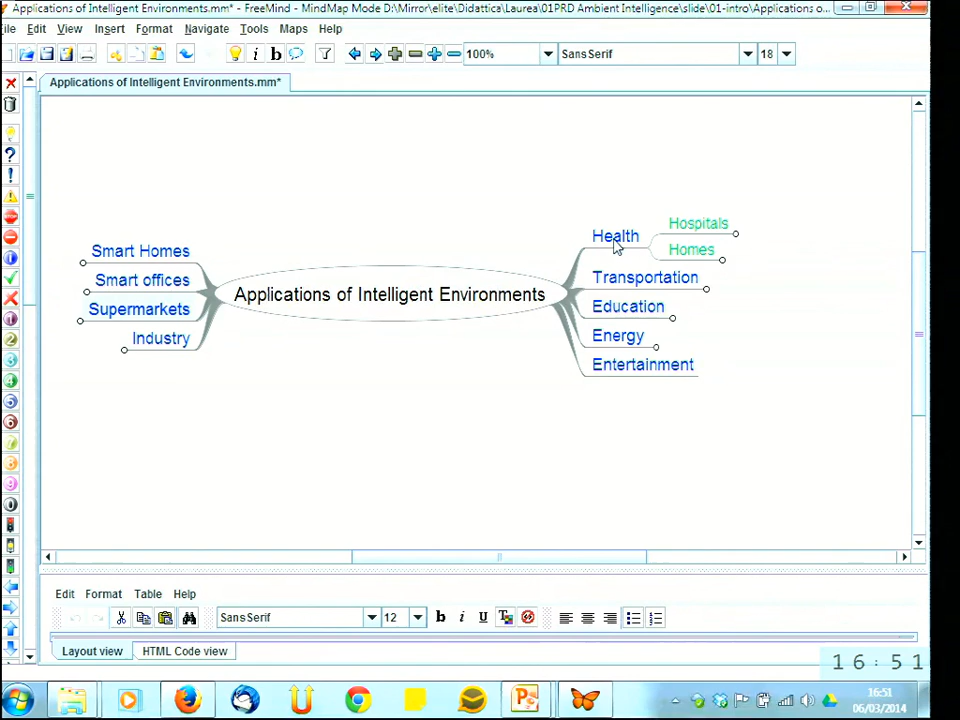 Applications of Intelligent Environments.mm* - FreeMind - MindMap Mode D:\Mirror\elite\Didattica\Laurea\01PRD Ambient Intelligence\slide\01-intro\Applications o...
File Edit View Insert Format Navigate Tools Maps Help
100% SansSerif 18
Applications of Intelligent Environments.mm*
Hospitals
Health
Homes
Smart Homes
Transportation
Smart offices
Applications of Intelligent Environments
Education
Supermarkets
Energy
Industry
Entertainment
Edit Format Table Help
SansSerif 12 b i U
Layout view HTML Code view
16:51
16:51
06/03/2014